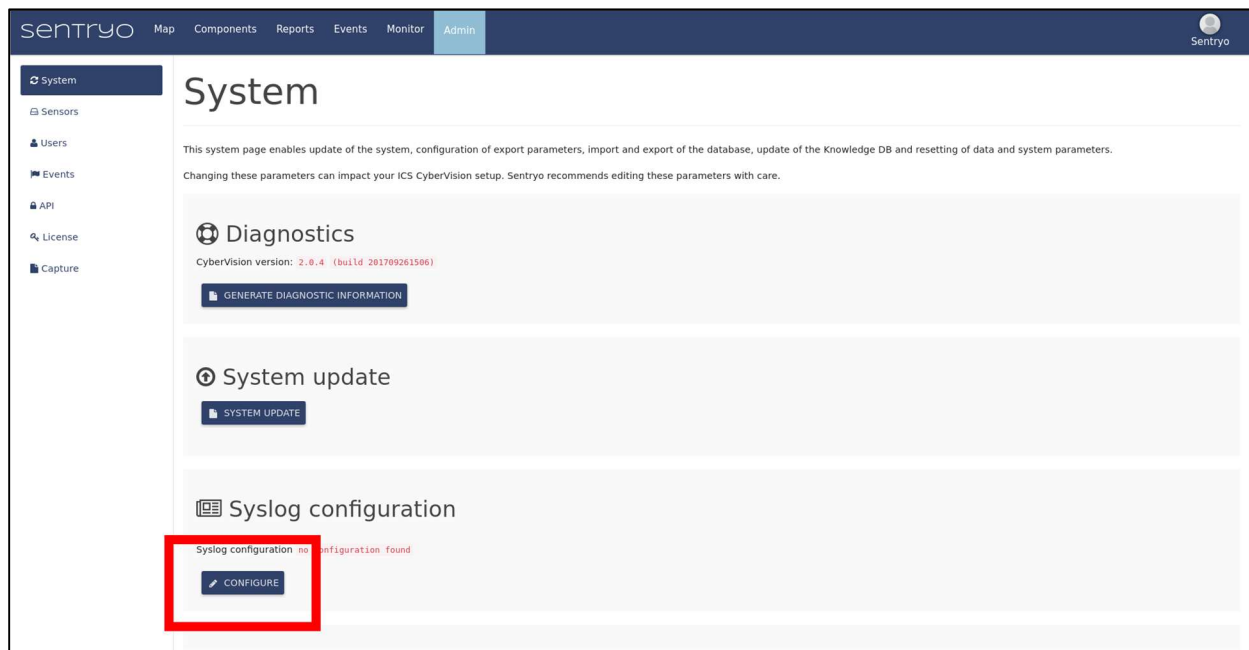 sentryo Map Components Reports Events Monitor Admin
Sentryo
System
Sensors
Users
Events
API
License
Capture
System
This system page enables update of the system, configuration of export parameters, import and export of the database, update of the Knowledge DB and resetting of data and system parameters.
Changing these parameters can impact your ICS CyberVision setup. Sentryo recommends editing these parameters with care.
Diagnostics
CyberVision version: 2.0.4 (build 201709261506)
GENERATE DIAGNOSTIC INFORMATION
System update
SYSTEM UPDATE
Syslog configuration
Syslog configuration no configuration found
CONFIGURE